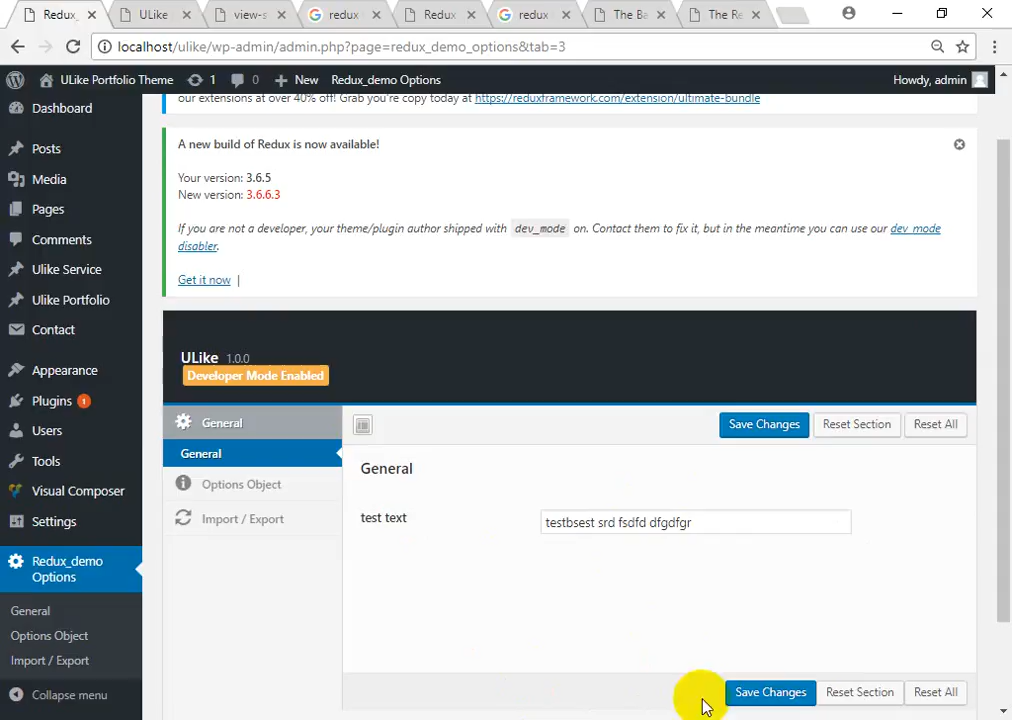 Redux_
ULike
view-s
redux
Redux
redux
The Ba
The Re
localhost/ulike/wp-admin/admin.php?page=redux_demo_options&tab=3
ULike Portfolio Theme
1
0
New
Redux_demo Options
Howdy, admin
our extensions at over 40% off! Grab you're copy today at https://reduxframework.com/extension/ultimate-bundle
Dashboard
Posts
Media
Pages
Comments
Ulike Service
Ulike Portfolio
Contact
Appearance
Plugins 1
Users
Tools
Visual Composer
Settings
Redux_demo
Options
General
Options Object
Import / Export
Collapse menu
A new build of Redux is now available!
Your version: 3.6.5
New version: 3.6.6.3
If you are not a developer, your theme/plugin author shipped with dev_mode on. Contact them to fix it, but in the meantime you can use our dev_mode
disabler.
Get it now |
ULike 1.0.0
Developer Mode Enabled
General
General
Options Object
Import / Export
Save Changes
Reset Section
Reset All
General
test text
testbsest srd fsdfd dfgdfgr
Save Changes
Reset Section
Reset All